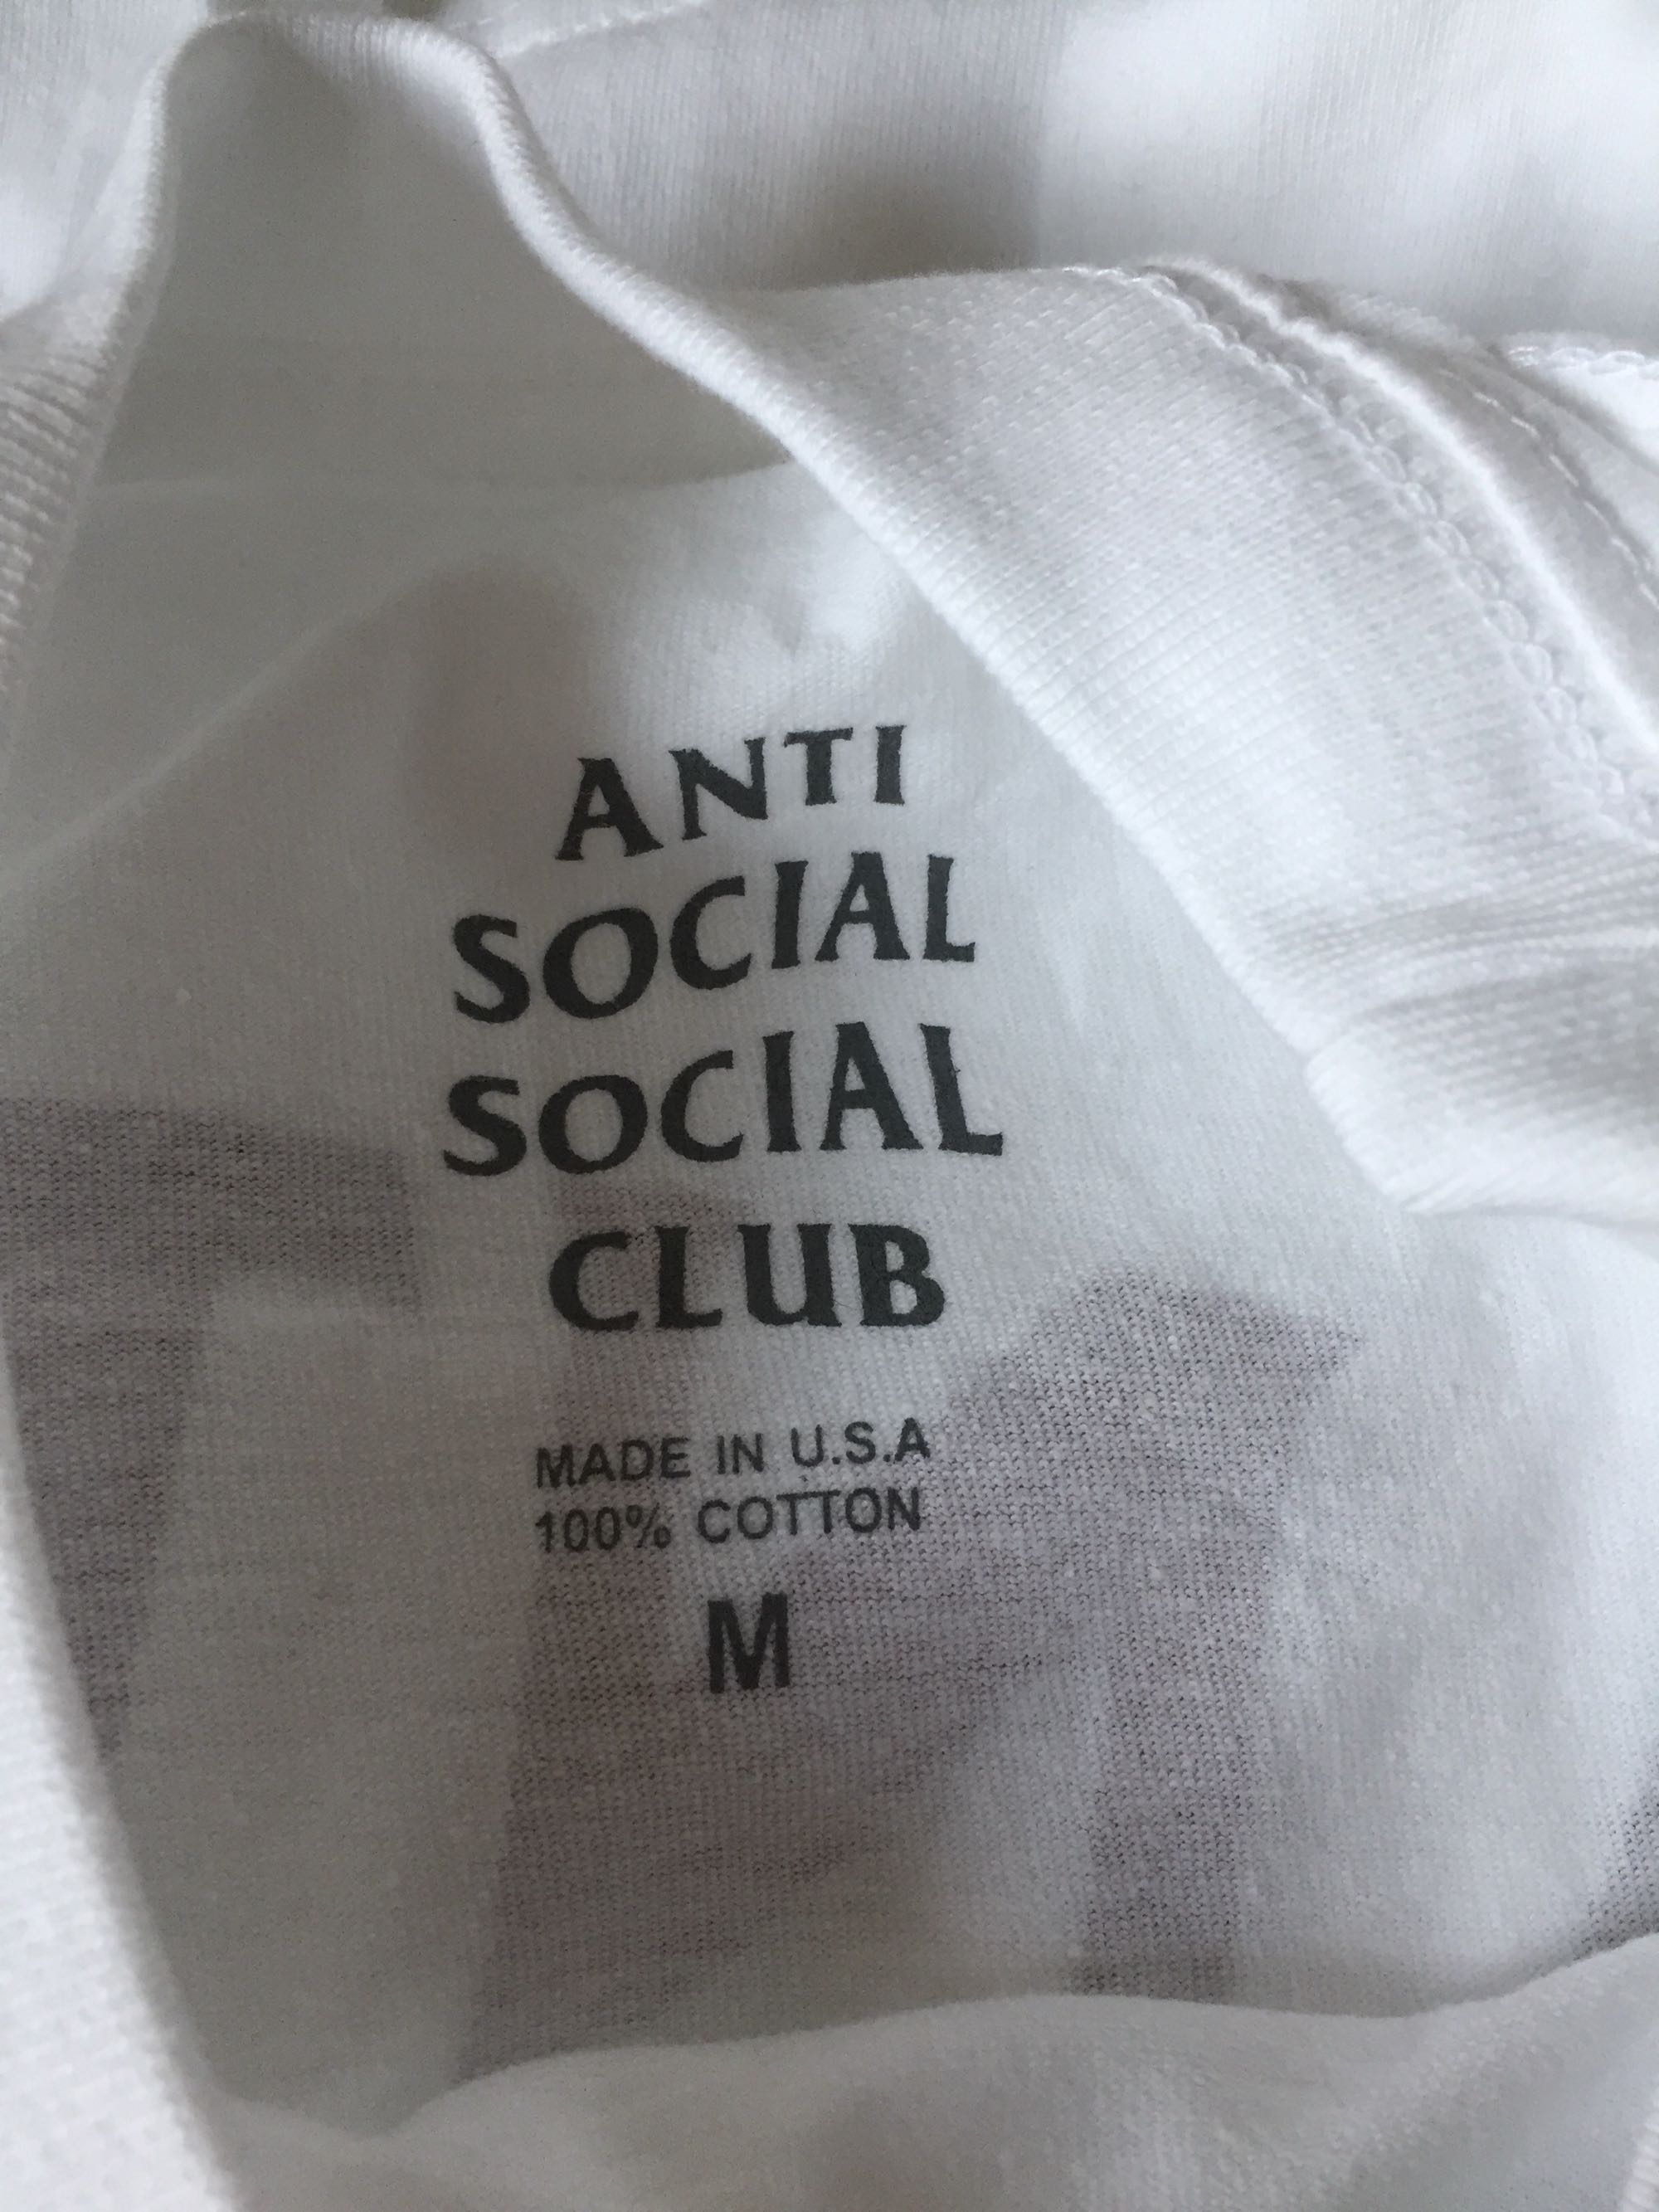 ANTI
SOCIAL
SOCIAL
CLUB
MADE IN U.S.A
100% COTTON
M